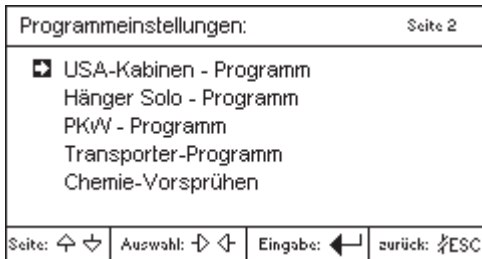 Programmeinstellungen: Seite 2
USA-Kabinen - Programm
Hänger Solo - Programm
PKW - Programm
Transporter-Programm
Chemie-Vorsprühen
Seite: Auswahl: Eingabe: zurück: ESC